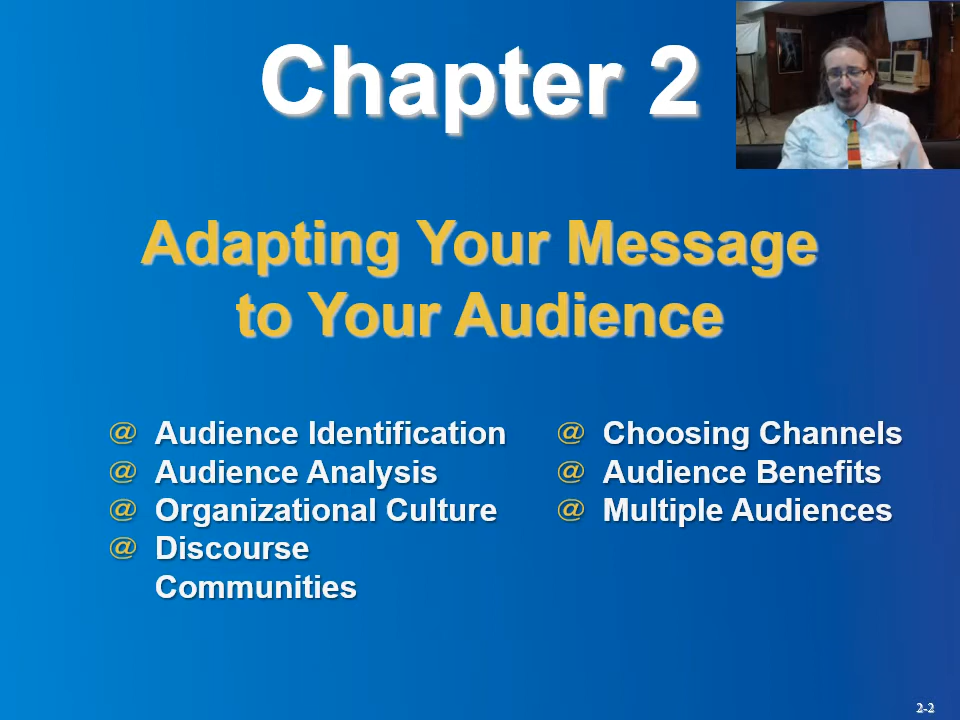 Chapter 2
Adapting Your Message
to Your Audience
@ Audience Identification
@ Audience Analysis
@ Organizational Culture
@ Discourse
Communities
@ Choosing Channels
@ Audience Benefits
@ Multiple Audiences
2-2